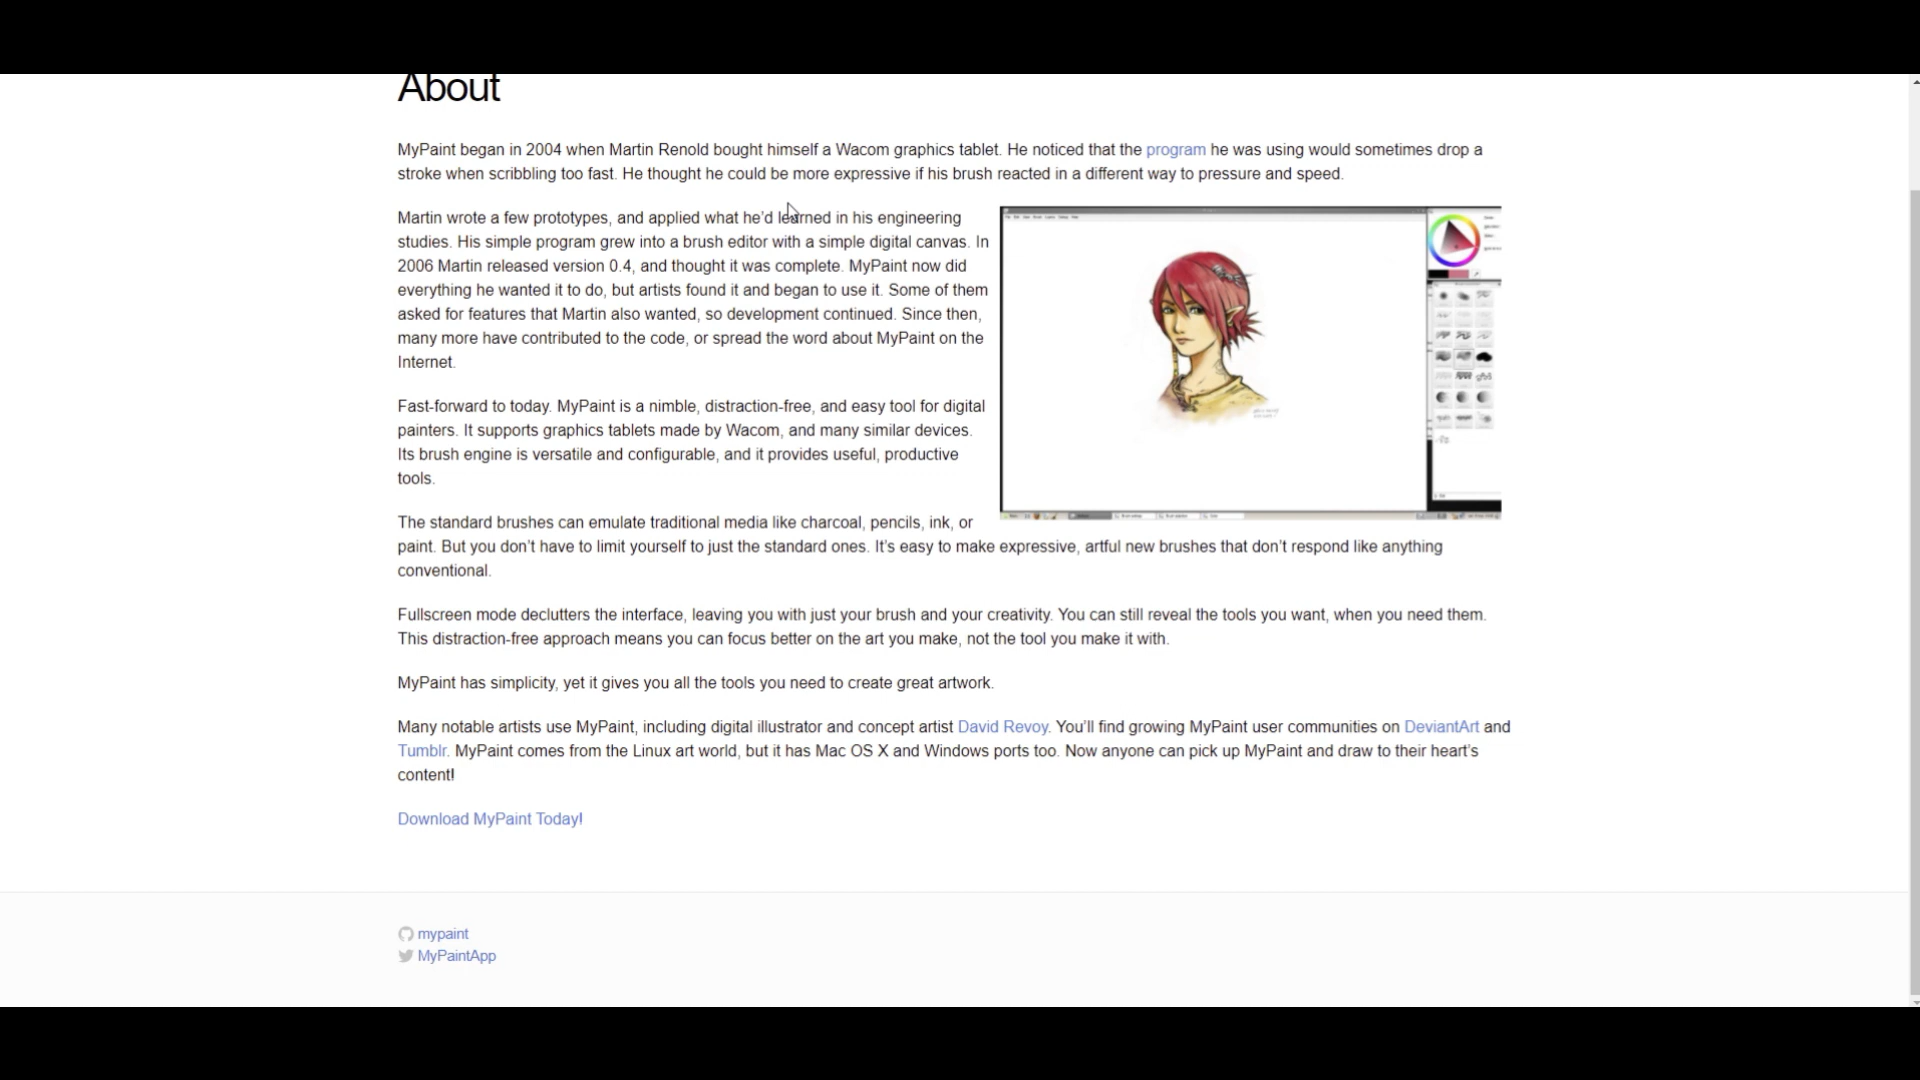 About
MyPaint began in 2004 when Martin Renold bought himself a Wacom graphics tablet. He noticed that the program he was using would sometimes drop a
stroke when scribbling too fast. He thought he could be more expressive if his brush reacted in a different way to pressure and speed.
Martin wrote a few prototypes, and applied what he’d learned in his engineering
studies. His simple program grew into a brush editor with a simple digital canvas. In
2006 Martin released version 0.4, and thought it was complete. MyPaint now did
everything he wanted it to do, but artists found it and began to use it. Some of them
asked for features that Martin also wanted, so development continued. Since then,
many more have contributed to the code, or spread the word about MyPaint on the
Internet.
Fast-forward to today. MyPaint is a nimble, distraction-free, and easy tool for digital
painters. It supports graphics tablets made by Wacom, and many similar devices.
Its brush engine is versatile and configurable, and it provides useful, productive
tools.
The standard brushes can emulate traditional media like charcoal, pencils, ink, or
paint. But you don’t have to limit yourself to just the standard ones. It’s easy to make expressive, artful new brushes that don’t respond like anything
conventional.
Fullscreen mode declutters the interface, leaving you with just your brush and your creativity. You can still reveal the tools you want, when you need them.
This distraction-free approach means you can focus better on the art you make, not the tool you make it with.
MyPaint has simplicity, yet it gives you all the tools you need to create great artwork.
Many notable artists use MyPaint, including digital illustrator and concept artist David Revoy. You’ll find growing MyPaint user communities on DeviantArt and
Tumblr. MyPaint comes from the Linux art world, but it has Mac OS X and Windows ports too. Now anyone can pick up MyPaint and draw to their heart’s
content!
Download MyPaint Today!
mypaint
MyPaintApp